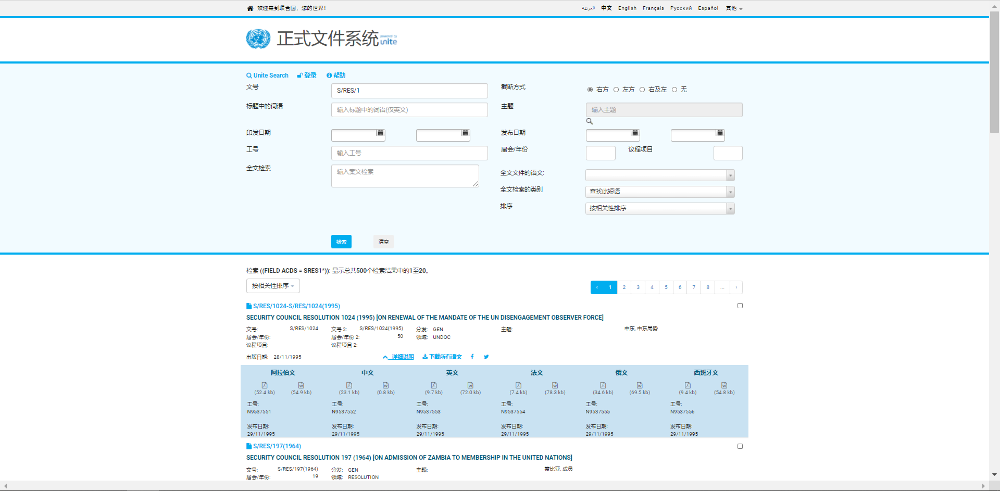 欢迎来到联合国，您的世界！
العربية 中文 English Français Русский Español 其他
正式文件系统 powered by unite
Unite Search 登录 帮助
文号 S/RES/1 截断方式 右方 左方 右及左 无
标题中的词语 输入标题中的词语(仅英文) 主题 输入主题
印发日期 发布日期
工号 输入工号 届会/年份 议程项目
全文检索 输入案文检索 全文文件的语文:
全文检索的类别 查找此短语
排序 按相关性排序
检索 清空
检索 ((FIELD ACDS = SRES1*)): 显示总共500个检索结果中的1至20。
按相关性排序 ‹ 1 2 3 4 5 6 7 8 ... ›
S/RES/1024-S/RES/1024(1995)
SECURITY COUNCIL RESOLUTION 1024 (1995) [ON RENEWAL OF THE MANDATE OF THE UN DISENGAGEMENT OBSERVER FORCE]
文号: S/RES/1024 文号 2: S/RES/1024(1995) 分发: GEN 主题: 中东, 中东局势
届会/年份: 届会/年份 2: 50 领域: UNDOC
议程项目: 议程项目 2:
出版日期: 28/11/1995 详细说明 下载所有语文
阿拉伯文 中文 英文 法文 俄文 西班牙文
(52.4 kb) (54.9 kb) (23.1 kb) (0.8 kb) (9.7 kb) (72.0 kb) (7.4 kb) (78.3 kb) (34.6 kb) (69.5 kb) (9.4 kb) (54.8 kb)
工号: 工号: 工号: 工号: 工号: 工号:
N9537551 N9537552 N9537553 N9537554 N9537555 N9537556
发布日期: 发布日期: 发布日期: 发布日期: 发布日期: 发布日期:
29/11/1995 29/11/1995 29/11/1995 29/11/1995 29/11/1995 29/11/1995
S/RES/197(1964)
SECURITY COUNCIL RESOLUTION 197 (1964) [ON ADMISSION OF ZAMBIA TO MEMBERSHIP IN THE UNITED NATIONS]
文号: S/RES/197(1964) 分发: GEN 主题: 赞比亚, 成员
届会/年份: 19 领域: RESOLUTION